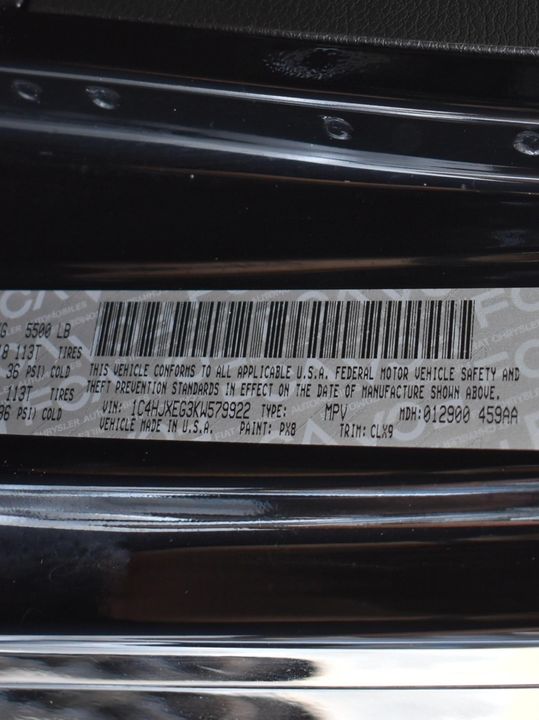 5500 LB
113T TIRES
36 PSI) COLD
113T TIRES
36 PSI) COLD
THIS VEHICLE CONFORMS TO ALL APPLICABLE U.S.A. FEDERAL MOTOR VEHICLE SAFETY AND
THEFT PREVENTION STANDARDS IN EFFECT ON THE DATE OF MANUFACTURE SHOWN ABOVE.
VIN: 1C4HJXEG3KW579922 TYPE: MPV MDH:012900 459AA
VEHICLE MADE IN U.S.A. PAINT: PX8 TRIM: CLX9